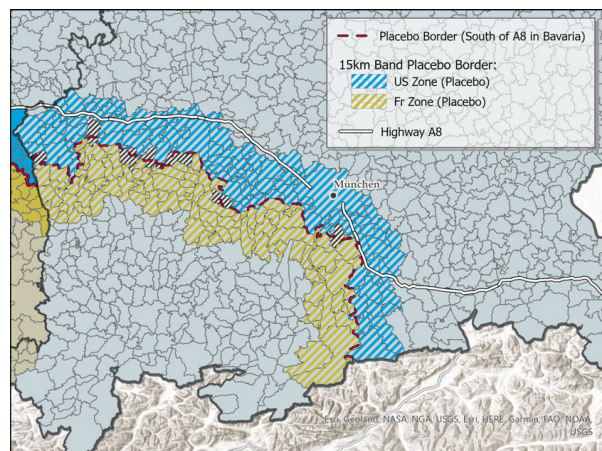 Placebo Border (South of A8 in Bavaria)
15km Band Placebo Border:
US Zone (Placebo)
Fr Zone (Placebo)
Highway A8
München
Esri, Geoland, NASA, NGA, USGS, Esri, HERE, Garmin, FAO, NOAA,
USGS